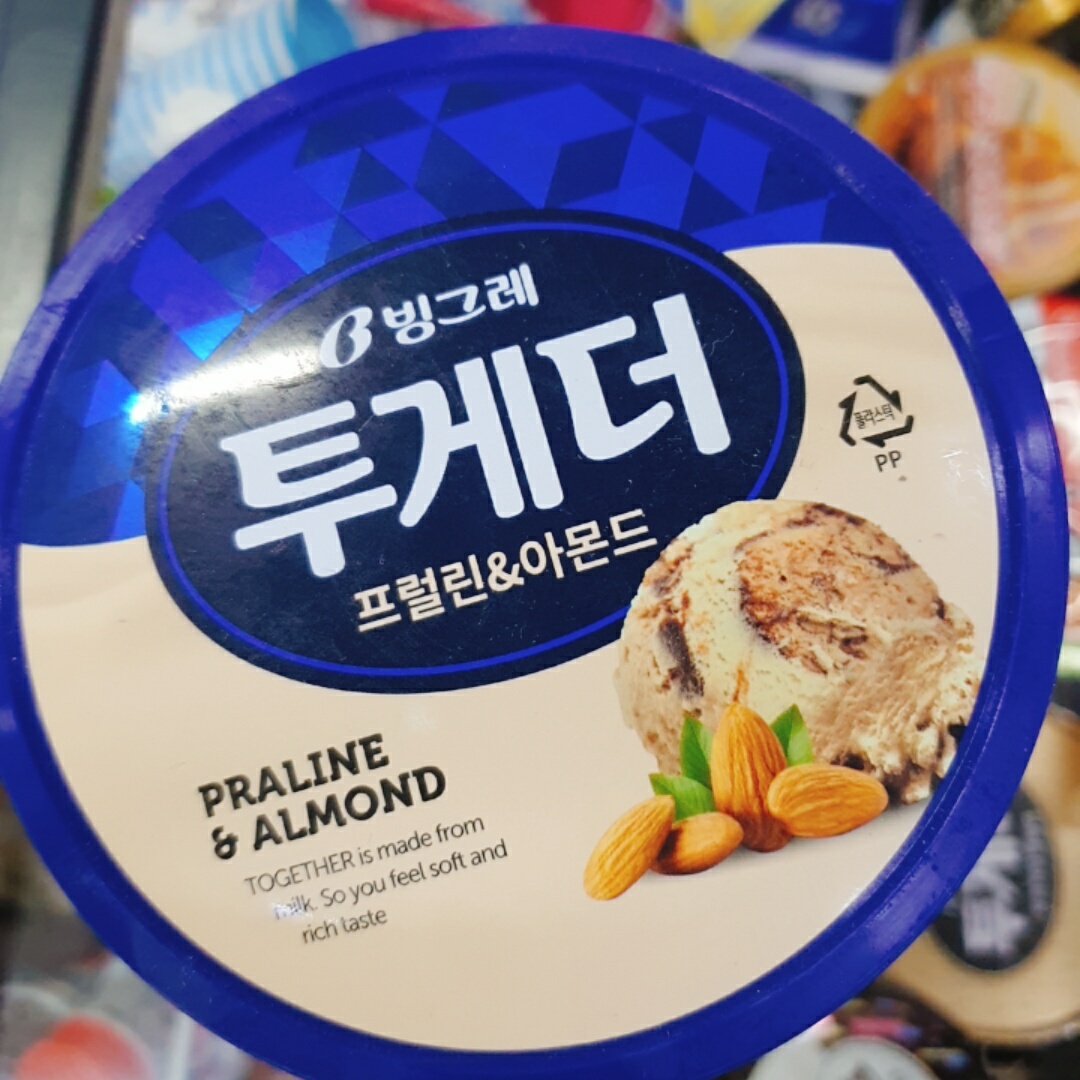 빙그레
투게더
프럴린&아몬드
플라스틱
PP
PRALINE
& ALMOND
TOGETHER is made from
milk. So you feel soft and
rich taste